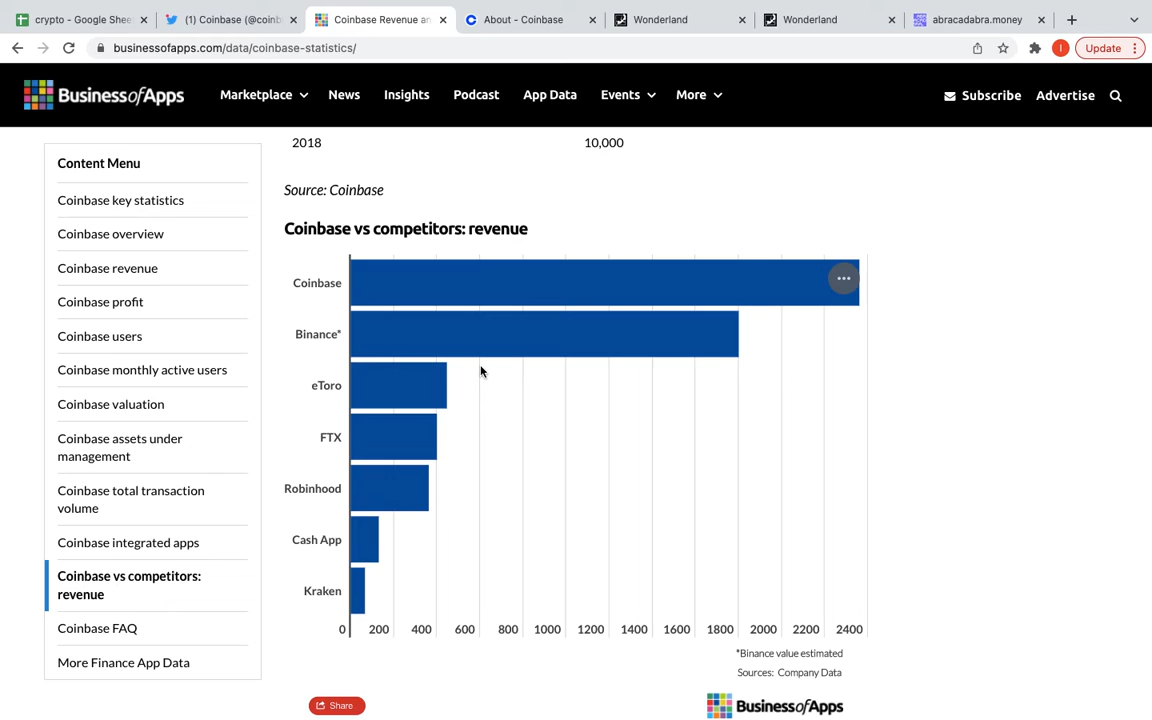 crypto - Google Shee
(1) Coinbase (@coinb
Coinbase Revenue an
About - Coinbase
Wonderland
Wonderland
abracadabra.money
businessofapps.com/data/coinbase-statistics/
I
Update
BusinessofApps
Marketplace
News
Insights
Podcast
App Data
Events
More
Subscribe
Advertise
2018 10,000
Content Menu
Coinbase key statistics
Coinbase overview
Coinbase revenue
Coinbase profit
Coinbase users
Coinbase monthly active users
Coinbase valuation
Coinbase assets under
management
Coinbase total transaction
volume
Coinbase integrated apps
Coinbase vs competitors:
revenue
Coinbase FAQ
More Finance App Data
Source: Coinbase
Coinbase vs competitors: revenue
Coinbase
Binance*
eToro
FTX
Robinhood
Cash App
Kraken
0 200 400 600 800 1000 1200 1400 1600 1800 2000 2200 2400
*Binance value estimated
Sources: Company Data
Share
BusinessofApps